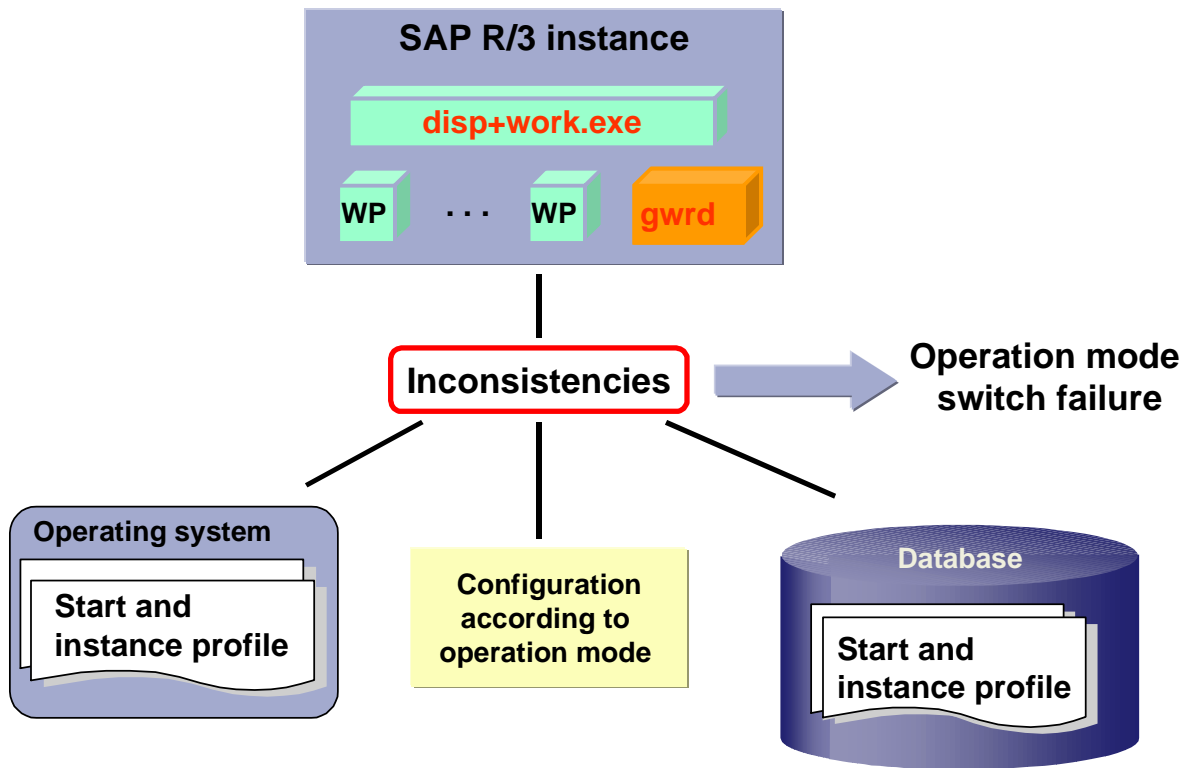 SAP R/3 instance
disp+work.exe
WP
. . .
WP
gwrd
Inconsistencies
Operation mode
switch failure
Operating system
Start and
instance profile
Configuration
according to
operation mode
Database
Start and
instance profile